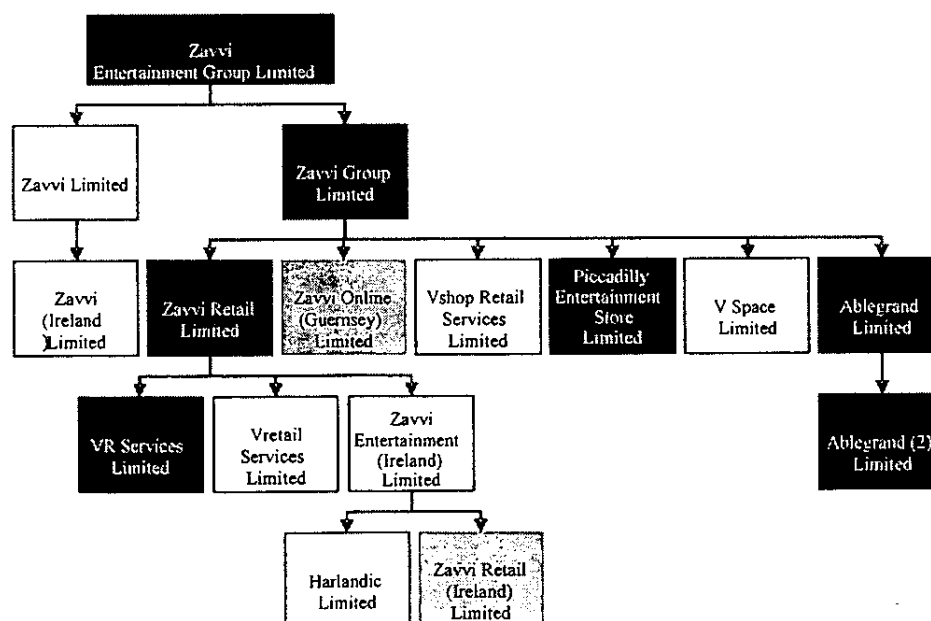 Zavvi
Entertainment Group Limited
Zavvi Limited
Zavvi Group
Limited
Zavvi
(Ireland
)Limited
Zavvi Retail
Limited
Zavvi Online
(Guernsey)
Limited
Vshop Retail
Services
Limited
Piccadilly
Entertainment
Store
Limited
V Space
Limited
Ablegrand
Limited
VR Services
Limited
Vretail
Services
Limited
Zavvi
Entertainment
(Ireland)
Limited
Ablegrand (2)
Limited
Harlandic
Limited
Zavvi Retail
(Ireland)
Limited